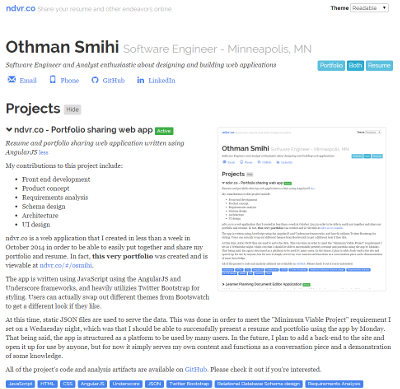 ndvr.co Share your resume and other endeavors online.
Theme Readable
Othman Smihi Software Engineer - Minneapolis, MN
Software Engineer and Analyst enthusiastic about designing and building web applications
Portfolio Both Resume
Email Phone GitHub LinkedIn
Projects Hide
ndvr.co - Portfolio sharing web app Active
Resume and portfolio sharing web application written using
AngularJS less
My contributions to this project include:
Front end development
Product concept
Requirements analysis
Schema design
Architecture
UI design
ndvr.co is a web application that I created in less than a week in
October 2014 in order to be able to easily put together and share
my portfolio and resume. In fact, this very portfolio was created and is
viewable at ndvr.co/#/osmihi.
The app is written using JavaScript using the AngularJS and
Underscore frameworks, and heavily utilizes Twitter Bootstrap for
styling. Users can actually swap out different themes from Bootswatch
to get a different look if they like.
At this time, static JSON files are used to serve the data. This was done in order to meet the "Minimum Viable Project" requirement I
set on a Wednesday night, which was that I should be able to successfully present a resume and portfolio using the app by Monday.
That being said, the app is structured as a platform to be used by many users. In the future, I plan to add a back-end to the site and
open it up for use by anyone, but for now it simply serves my own content and functions as a conversation piece and a demonstration
of some knowledge.
All of the project's code and analysis artifacts are available on GitHub. Please check it out if you're interested.
JavaScript HTML CSS Angular JS Underscore JSON Twitter Bootstrap Relational Database Schema design Requirements Analysis
Othman Smihi Software Engineer - Minneapolis, MN
Projects